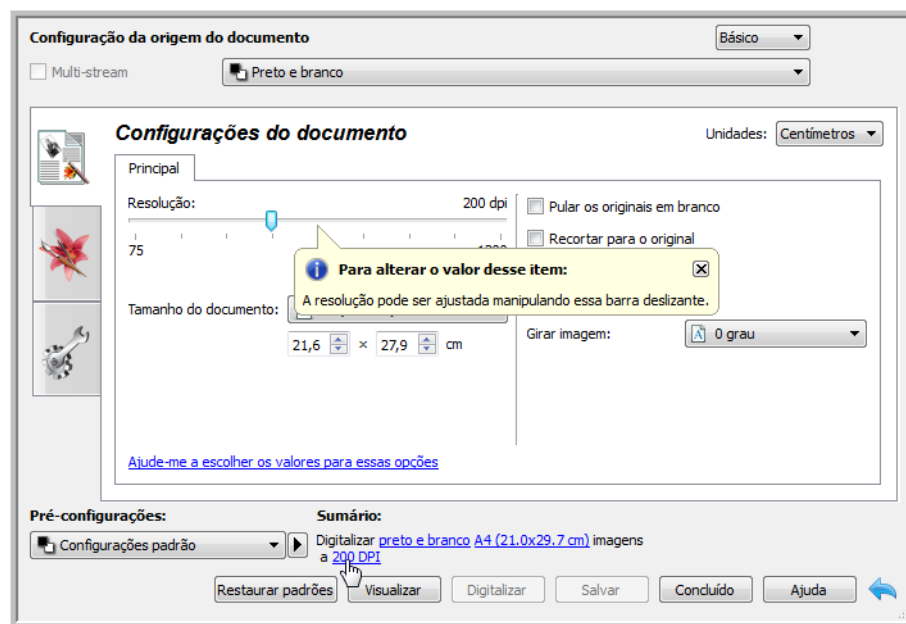 Configuração da origem do documento
Básico
Multi-stream
Preto e branco
Configurações do documento
Unidades: Centímetros
Principal
Resolução: 200 dpi
75
Pular os originais em branco
Recortar para o original
Para alterar o valor desse item:
A resolução pode ser ajustada manipulando essa barra deslizante.
Tamanho do documento:
21,6 × 27,9 cm
Girar imagem: 0 grau
Ajude-me a escolher os valores para essas opções
Pré-configurações:
Configurações padrão
Sumário:
Digitalizar preto e branco A4 (21.0x29.7 cm) imagens
a 200 DPI
Restaurar padrões Visualizar Digitalizar Salvar Concluído Ajuda